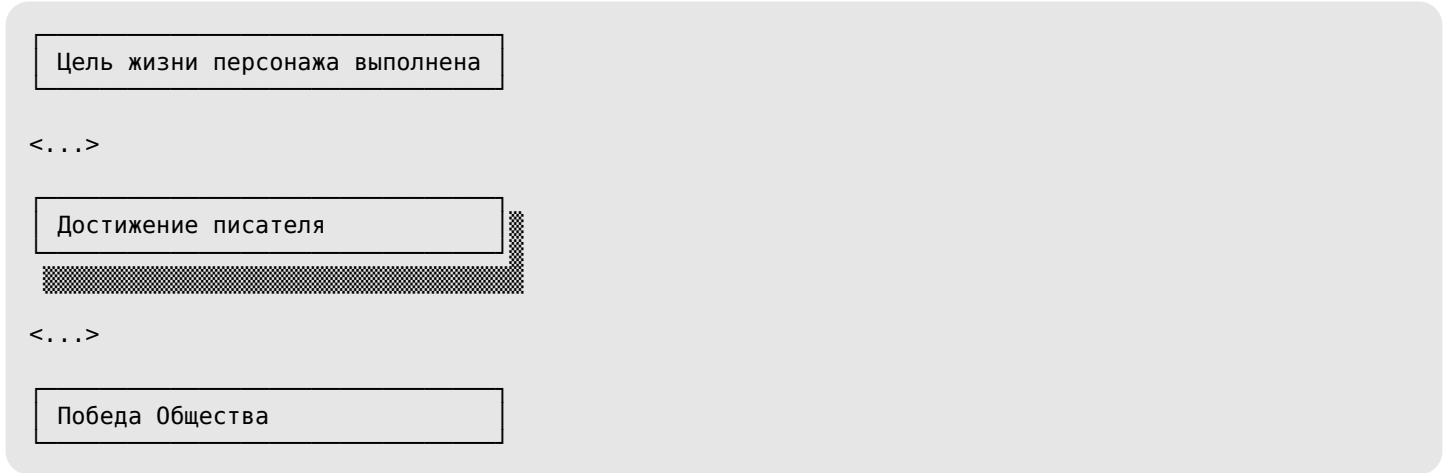 Цель жизни персонажа выполнена
<...>
Достижение писателя
<...>
Победа Общества